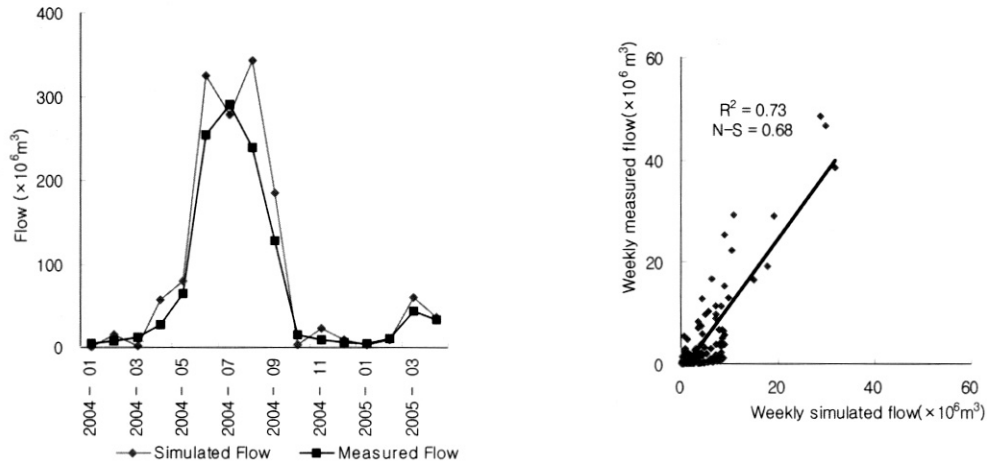 400
300
200
100
0
Flow (×10⁶m³)
2004 - 01
2004 - 03
2004 - 05
2004 - 07
2004 - 09
2004 - 11
2005 - 01
2005 - 03
Simulated Flow
Measured Flow
60
40
20
0
Weekly measured flow(×10⁶ m³)
R² = 0.73
N-S = 0.68
0
20
40
60
Weekly simulated flow(×10⁶m³)